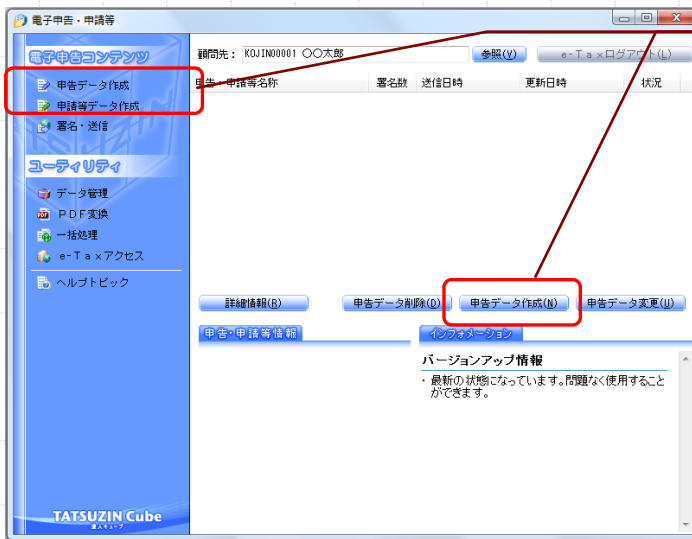 電子申告・申請等
電子申告コンテンツ
申告データ作成
申請等データ作成
署名・送信
ユーティリティ
データ管理
ＰＤＦ変換
一括処理
e-Ｔａｘアクセス
ヘルプトピック
TATSUZIN Cube
達人キューブ
顧問先： KOJIN00001 〇〇太郎
参照(V)
e-Ｔａｘログアウト(L)
申告・申請等名称 署名数 送信日時 更新日時 状況
詳細情報(R)
申告データ削除(D)
申告データ作成(N)
申告データ変更(U)
申告・申請等情報
インフォメーション
バージョンアップ情報
・最新の状態になっています。問題なく使用すること
ができます。